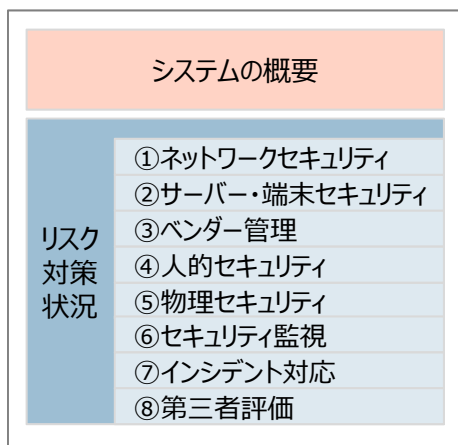 システムの概要
リスク
対策
状況
①ネットワークセキュリティ
②サーバー・端末セキュリティ
③ベンダー管理
④人的セキュリティ
⑤物理セキュリティ
⑥セキュリティ監視
⑦インシデント対応
⑧第三者評価